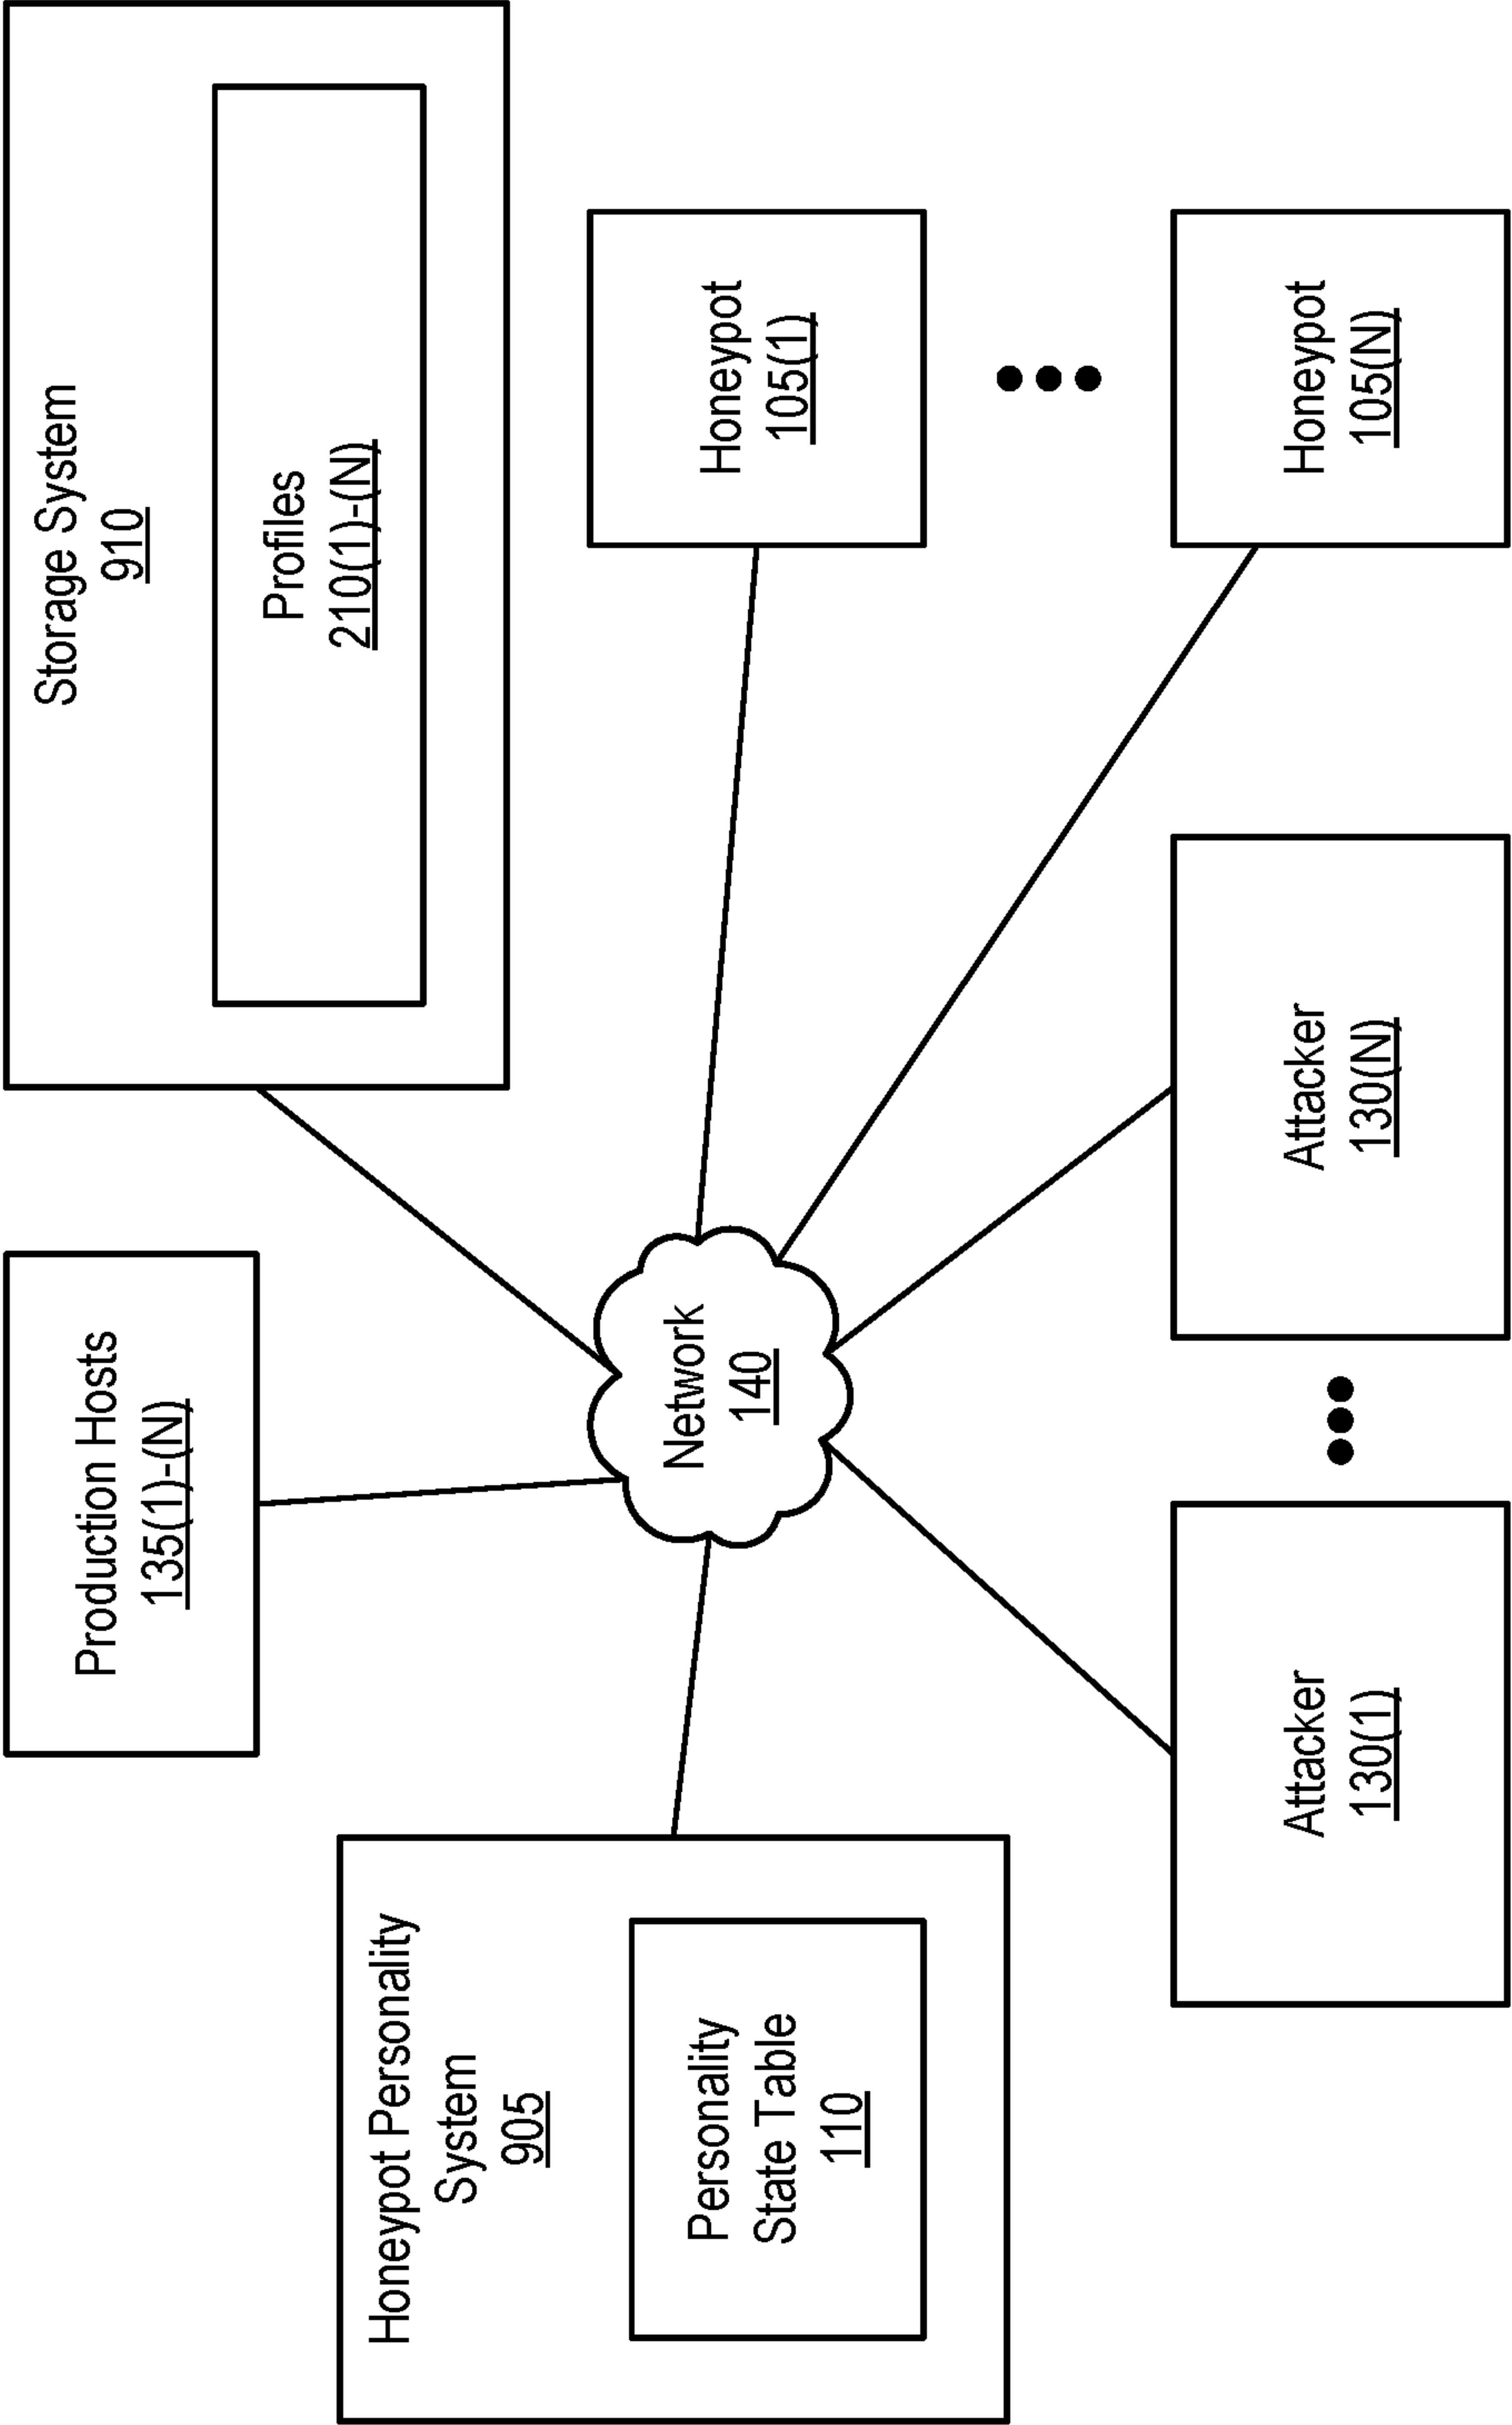 Production Hosts
135(1)-(N)
Storage System
910
Profiles
210(1)-(N)
Honeypot Personality
System
905
Personality
State Table
110
Network
140
Honeypot
105(1)
Honeypot
105(N)
Attacker
130(1)
Attacker
130(N)